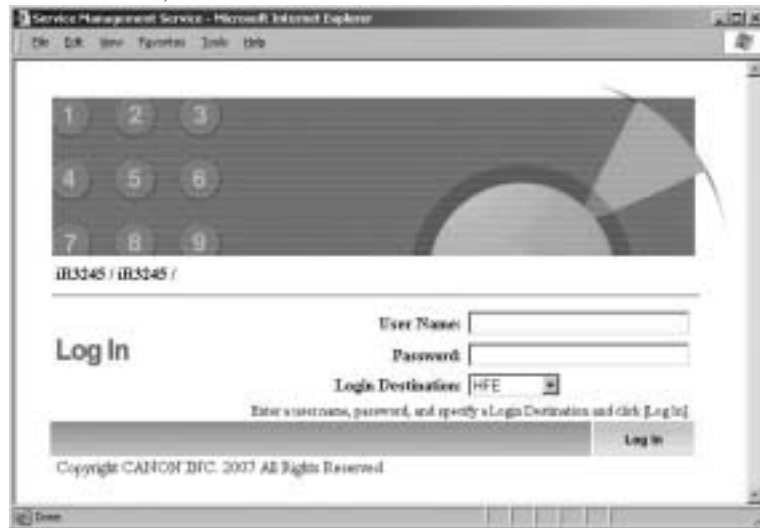 Service Management Service - Microsoft Internet Explorer
File Edit View Favorites Tools Help
1 2 3
4 5 6
7 8 9
iR3245 / iR3245 /
User Name:
Log In
Password:
Login Destination: HFE
Enter a user name, password, and specify a Login Destination and click [Log In]
Log In
Copyright CANON INC. 2007 All Rights Reserved
Done